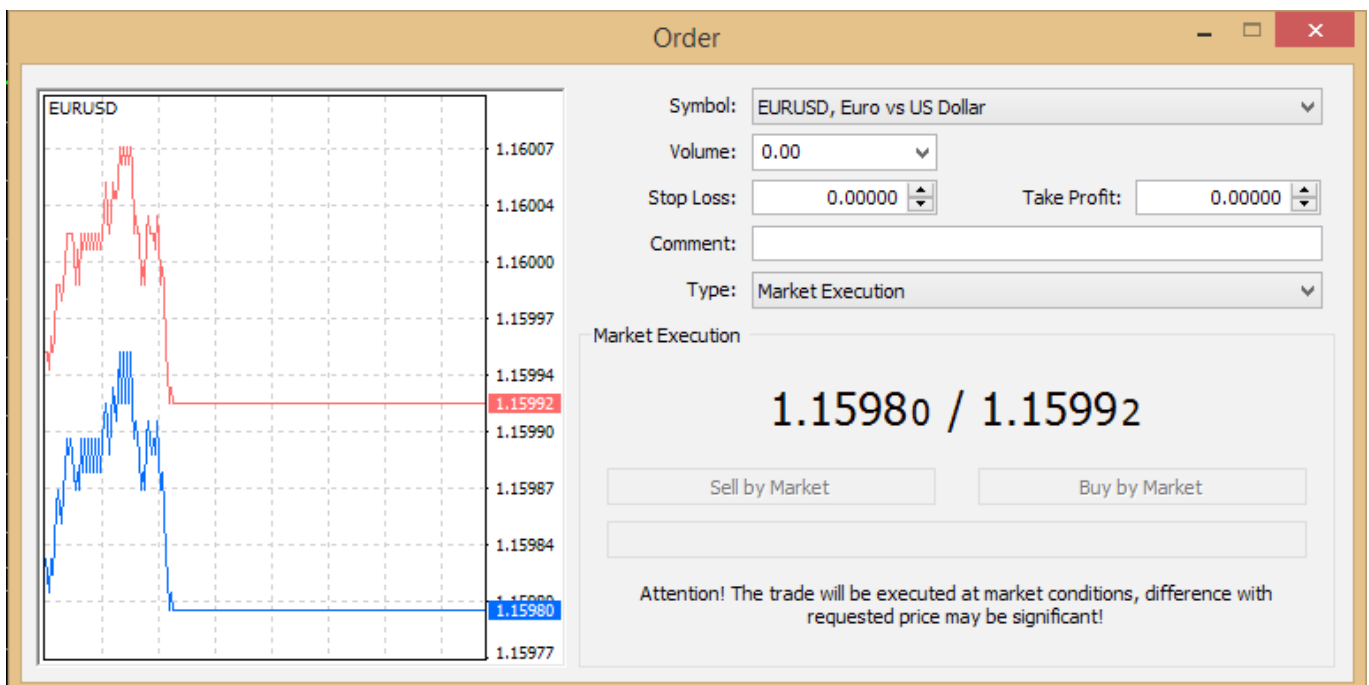 Order
EURUSD
1.16007
1.16004
1.16000
1.15997
1.15994
1.15992
1.15990
1.15987
1.15984
1.15980
1.15977
Symbol: EURUSD, Euro vs US Dollar
Volume: 0.00
Stop Loss: 0.00000 Take Profit: 0.00000
Comment:
Type: Market Execution
Market Execution
1.15980 / 1.15992
Sell by Market Buy by Market
Attention! The trade will be executed at market conditions, difference with
requested price may be significant!